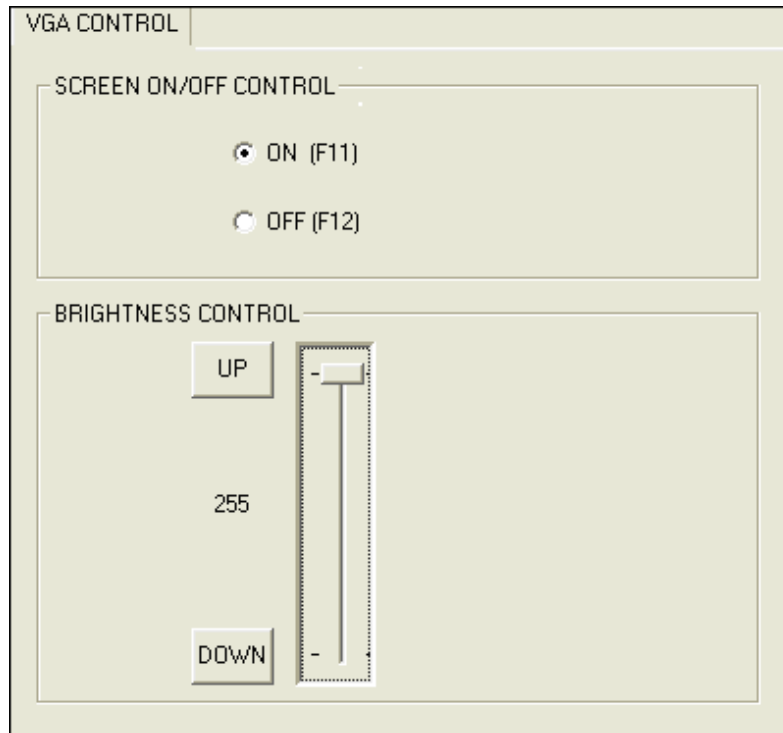 VGA CONTROL
SCREEN ON/OFF CONTROL
ON (F11)
OFF (F12)
BRIGHTNESS CONTROL
UP
255
DOWN